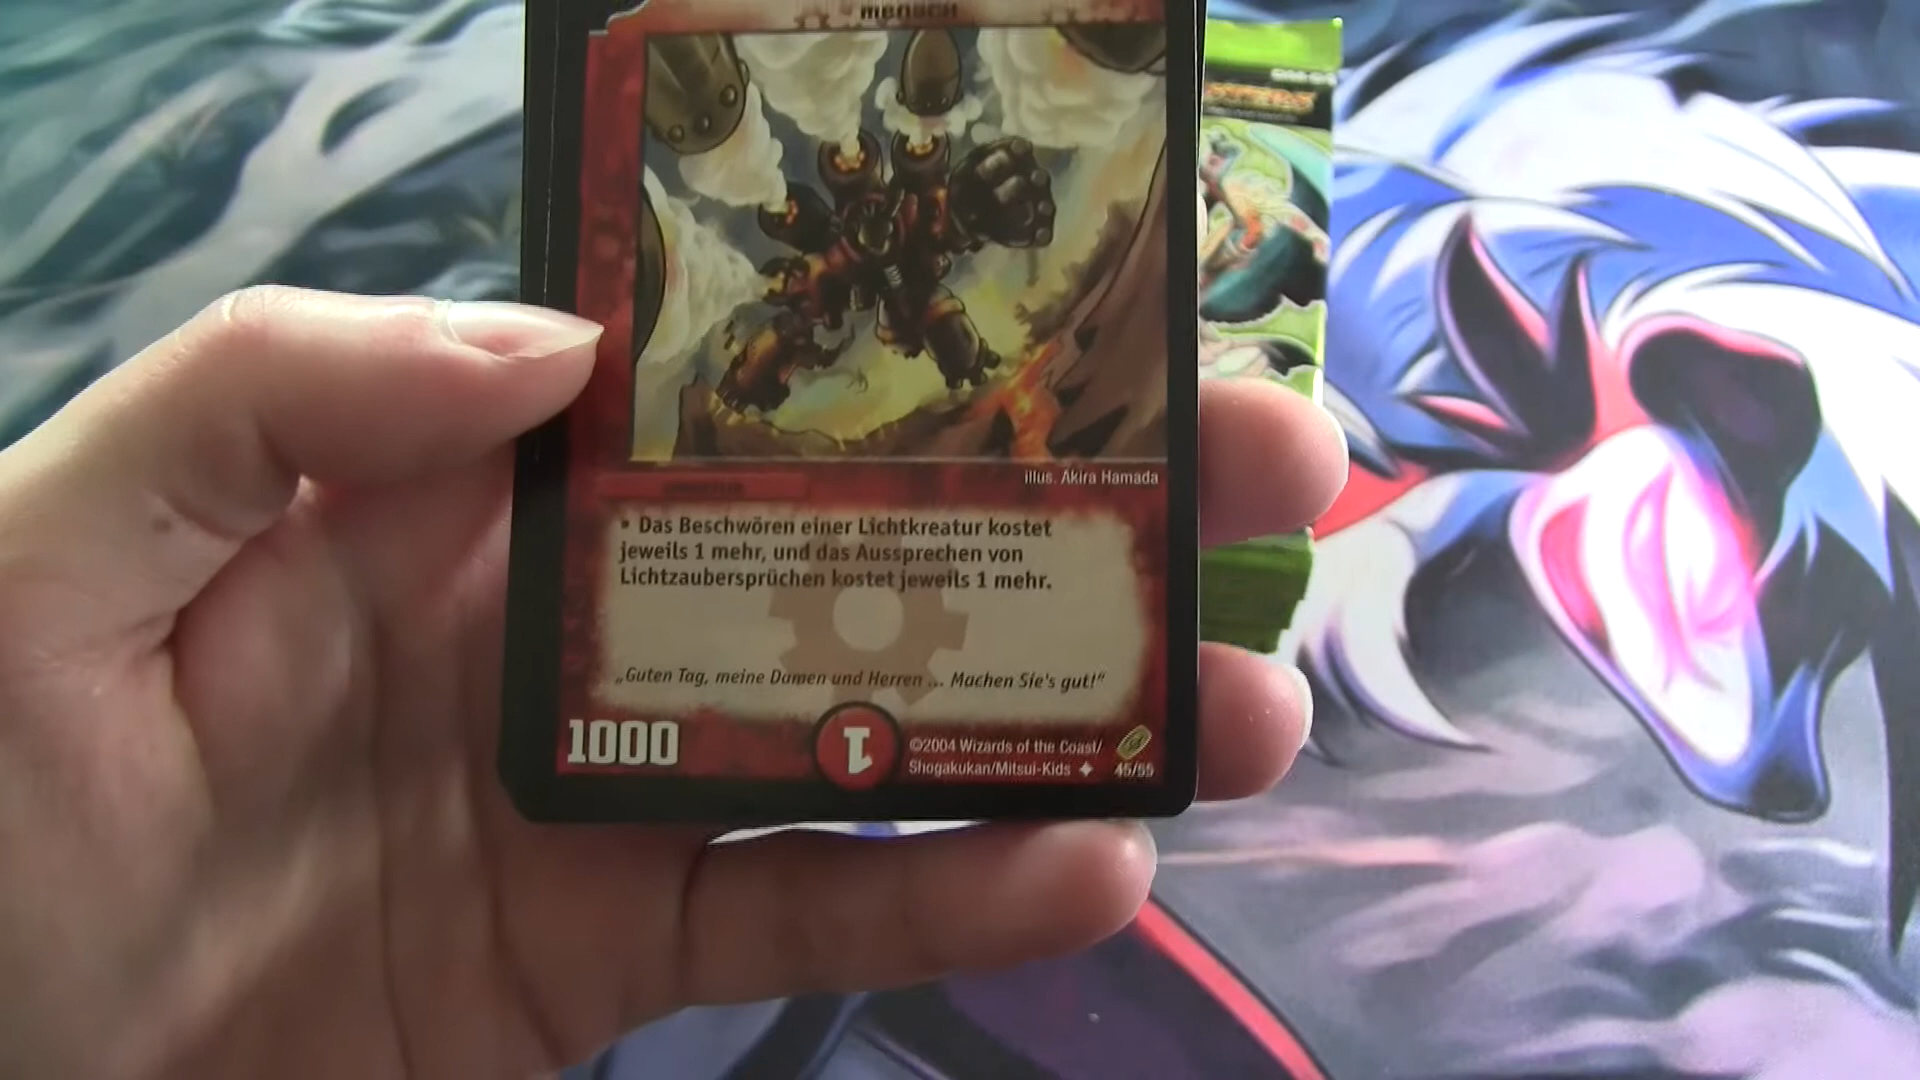 mensch
illus. Akira Hamada
• Das Beschwören einer Lichtkreatur kostet
jeweils 1 mehr, und das Aussprechen von
Lichtzaubersprüchen kostet jeweils 1 mehr.
„Guten Tag, meine Damen und Herren ... Machen Sie's gut!“
1000
1
©2004 Wizards of the Coast/
Shogakukan/Mitsui-Kids
45/55